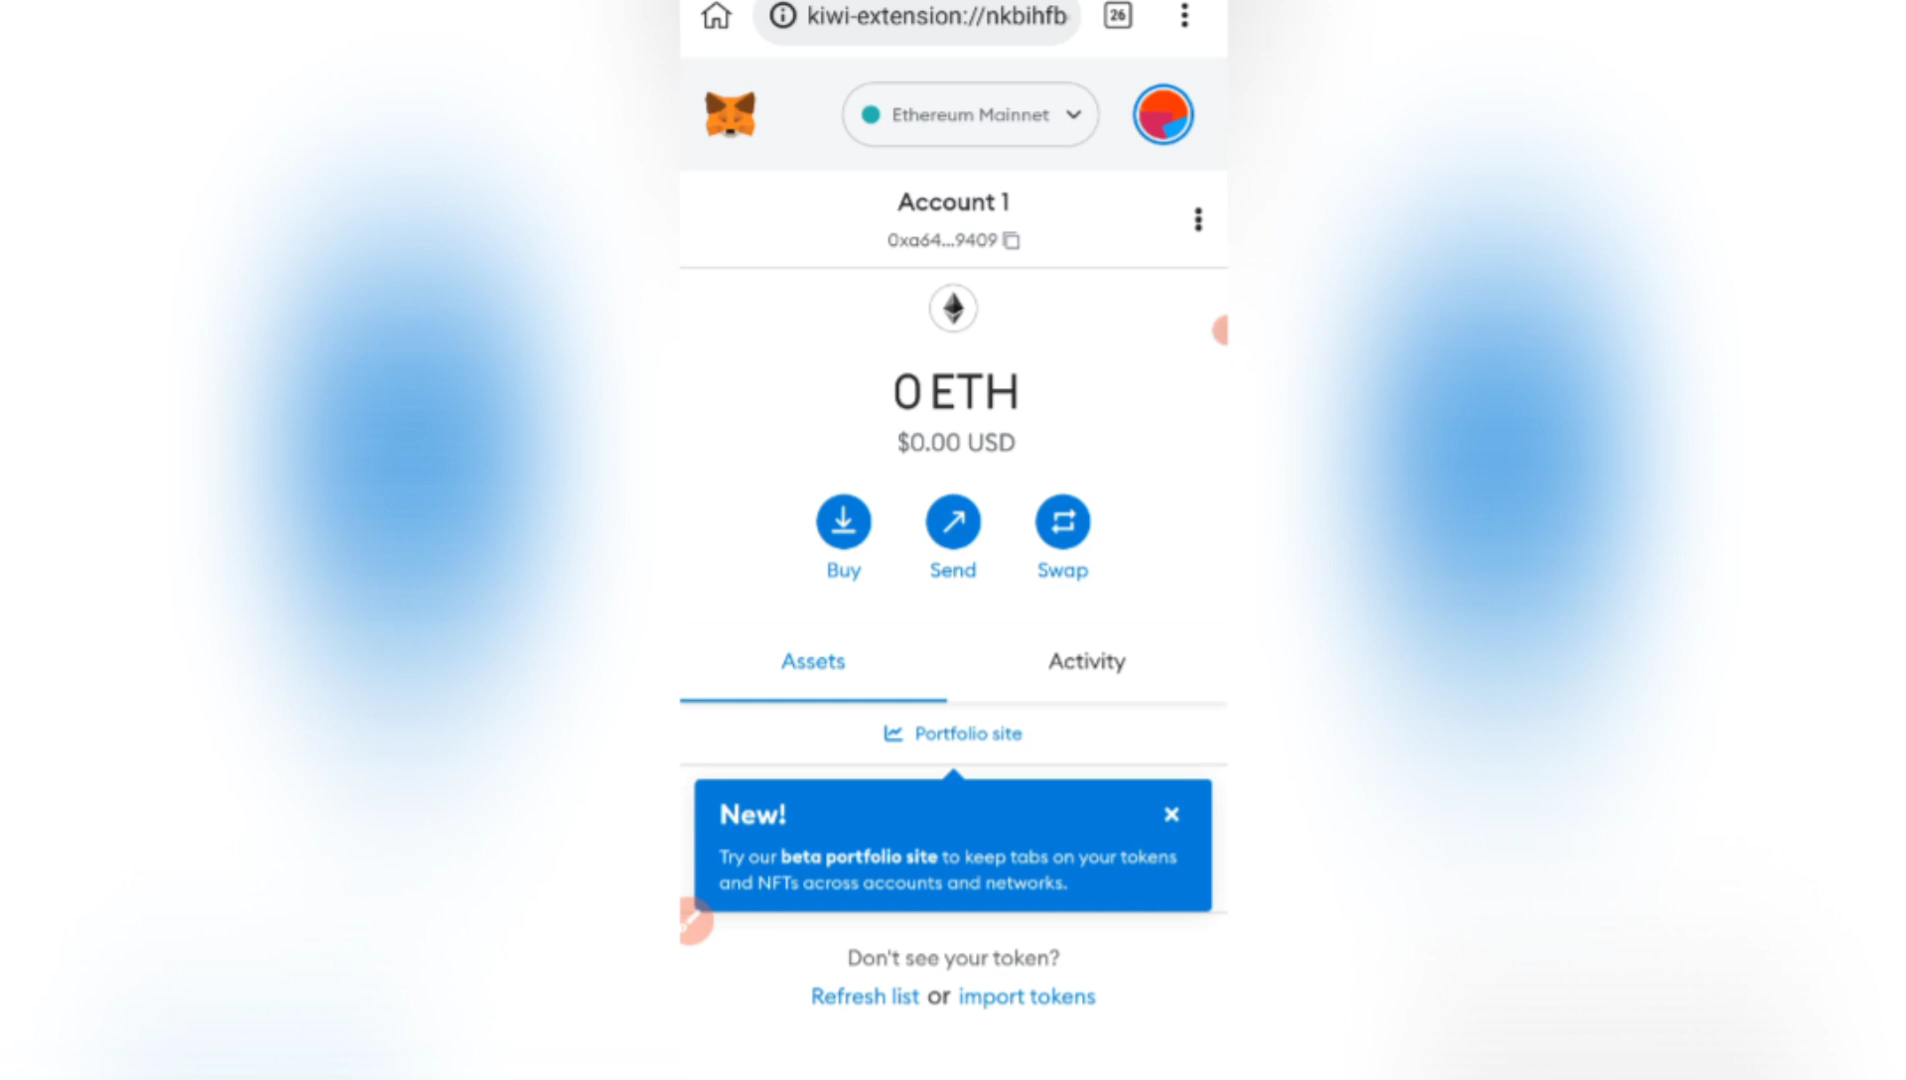 kiwi-extension://nkbihfb
26
Ethereum Mainnet
Account 1
0xa64...9409
0 ETH
$0.00 USD
Buy
Send
Swap
Assets
Activity
Portfolio site
New!
Try our beta portfolio site to keep tabs on your tokens
and NFTs across accounts and networks.
Don't see your token?
Refresh list or import tokens